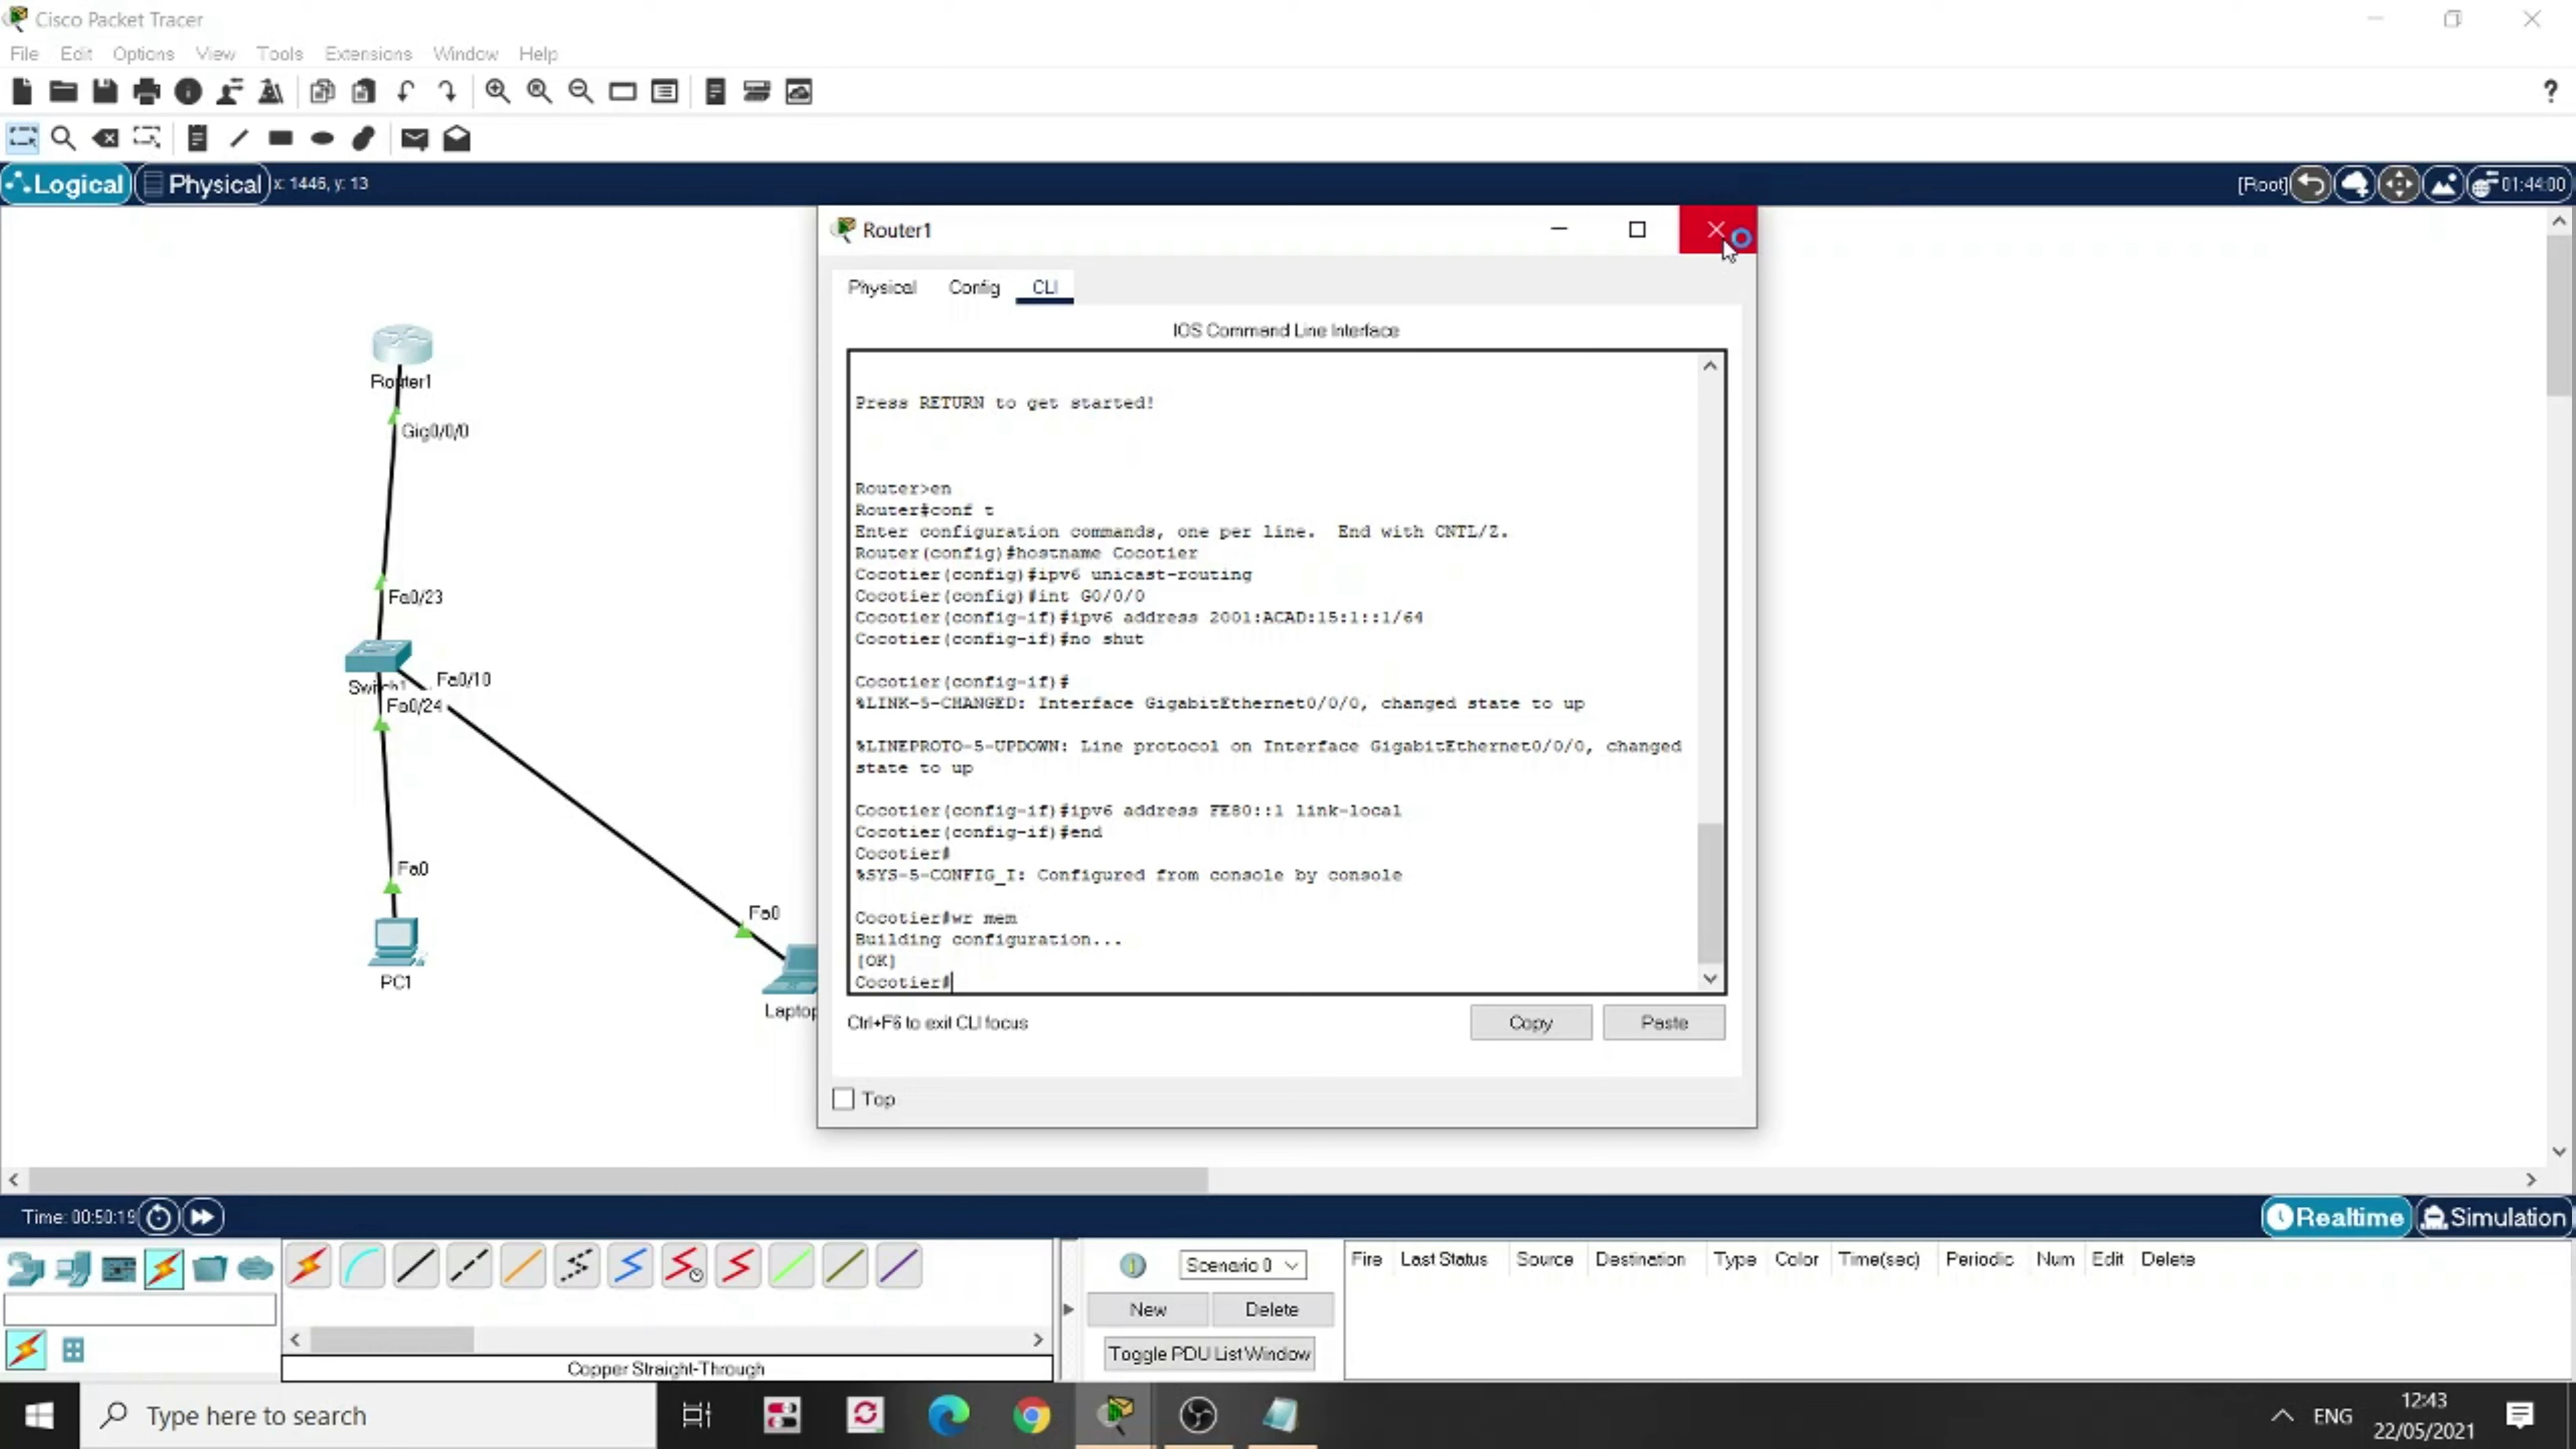 Cisco Packet Tracer
File Edit Options View Tools Extensions Window Help
?
Logical Physical x: 1446, y: 13 [Root] 01:44:00
Router1
Physical Config CLI
IOS Command Line Interface
Press RETURN to get started!
Router>en
Router#conf t
Enter configuration commands, one per line. End with CNTL/Z.
Router(config)#hostname Cocotier
Cocotier(config)#ipv6 unicast-routing
Cocotier(config)#int G0/0/0
Cocotier(config-if)#ipv6 address 2001:ACAD:15:1::1/64
Cocotier(config-if)#no shut
Cocotier(config-if)#
%LINK-5-CHANGED: Interface GigabitEthernet0/0/0, changed state to up
%LINEPROTO-5-UPDOWN: Line protocol on Interface GigabitEthernet0/0/0, changed
state to up
Cocotier(config-if)#ipv6 address FE80::1 link-local
Cocotier(config-if)#end
Cocotier#
%SYS-5-CONFIG_I: Configured from console by console
Cocotier#wr mem
Building configuration...
[OK]
Cocotier#
Ctrl+F6 to exit CLI focus
Copy Paste
Top
Router1
Gig0/0/0
Fa0/23
Fa0/10
Switch1
Fa0/24
Fa0
PC1
Fa0
Laptop
Time: 00:50:19
Realtime Simulation
Scenario 0
New Delete
Toggle PDU List Window
Fire Last Status Source Destination Type Color Time(sec) Periodic Num Edit Delete
Copper Straight-Through
Type here to search
ENG
12:43
22/05/2021